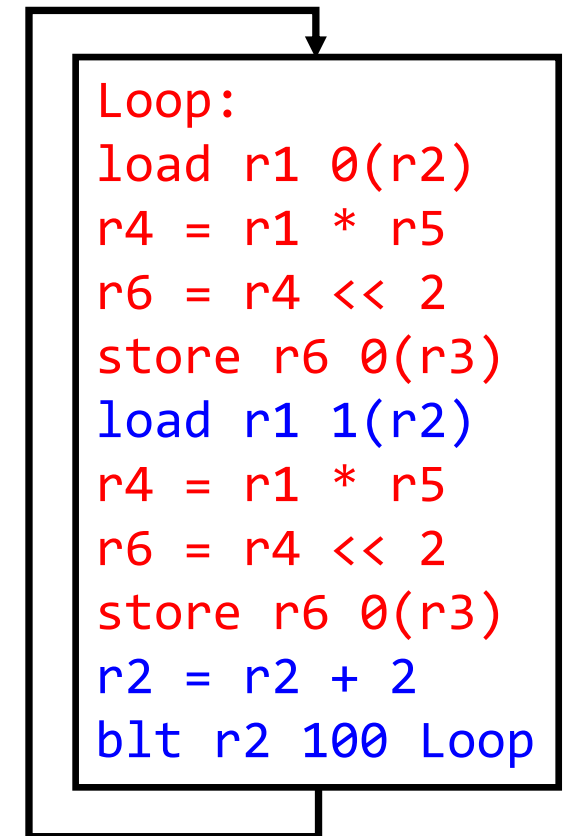 Loop:
load r1 0(r2)
r4 = r1 * r5
r6 = r4 << 2
store r6 0(r3)
load r1 1(r2)
r4 = r1 * r5
r6 = r4 << 2
store r6 0(r3)
r2 = r2 + 2
blt r2 100 Loop